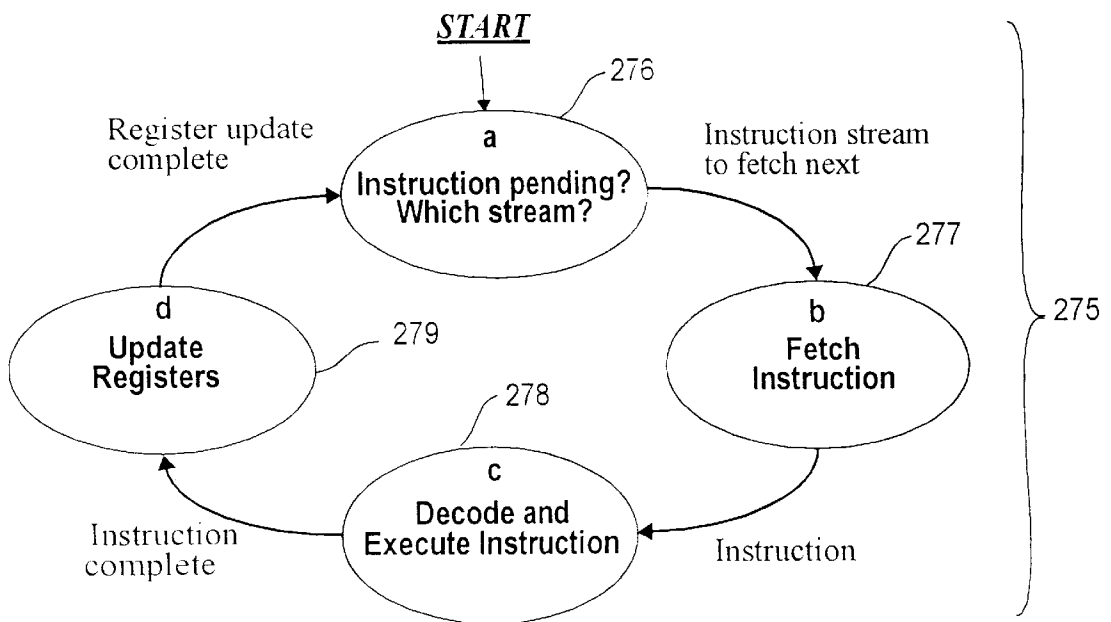 START
276
Register update
complete
a
Instruction pending?
Which stream?
Instruction stream
to fetch next
277
275
d
Update
Registers
279
b
Fetch
Instruction
278
c
Decode and
Execute Instruction
Instruction
complete
Instruction